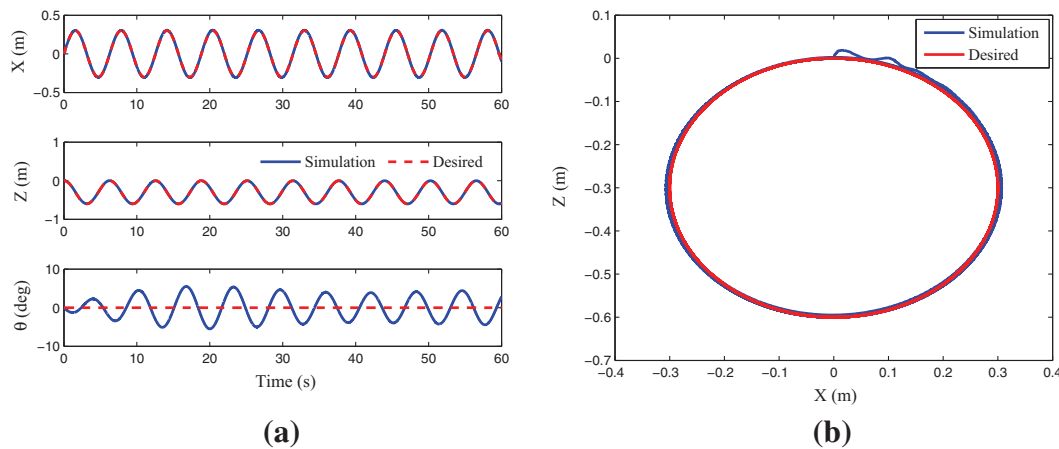 0.5
0
−0.5
X (m)
0 10 20 30 40 50 60
1
0
−1
Z (m)
Simulation Desired
0 10 20 30 40 50 60
10
0
−10
θ (deg)
0 10 20 30 40 50 60
Time (s)
(a)
0.1
0
−0.1
−0.2
−0.3
−0.4
−0.5
−0.6
−0.7
Z (m)
Simulation
Desired
−0.4 −0.3 −0.2 −0.1 0 0.1 0.2 0.3 0.4
X (m)
(b)